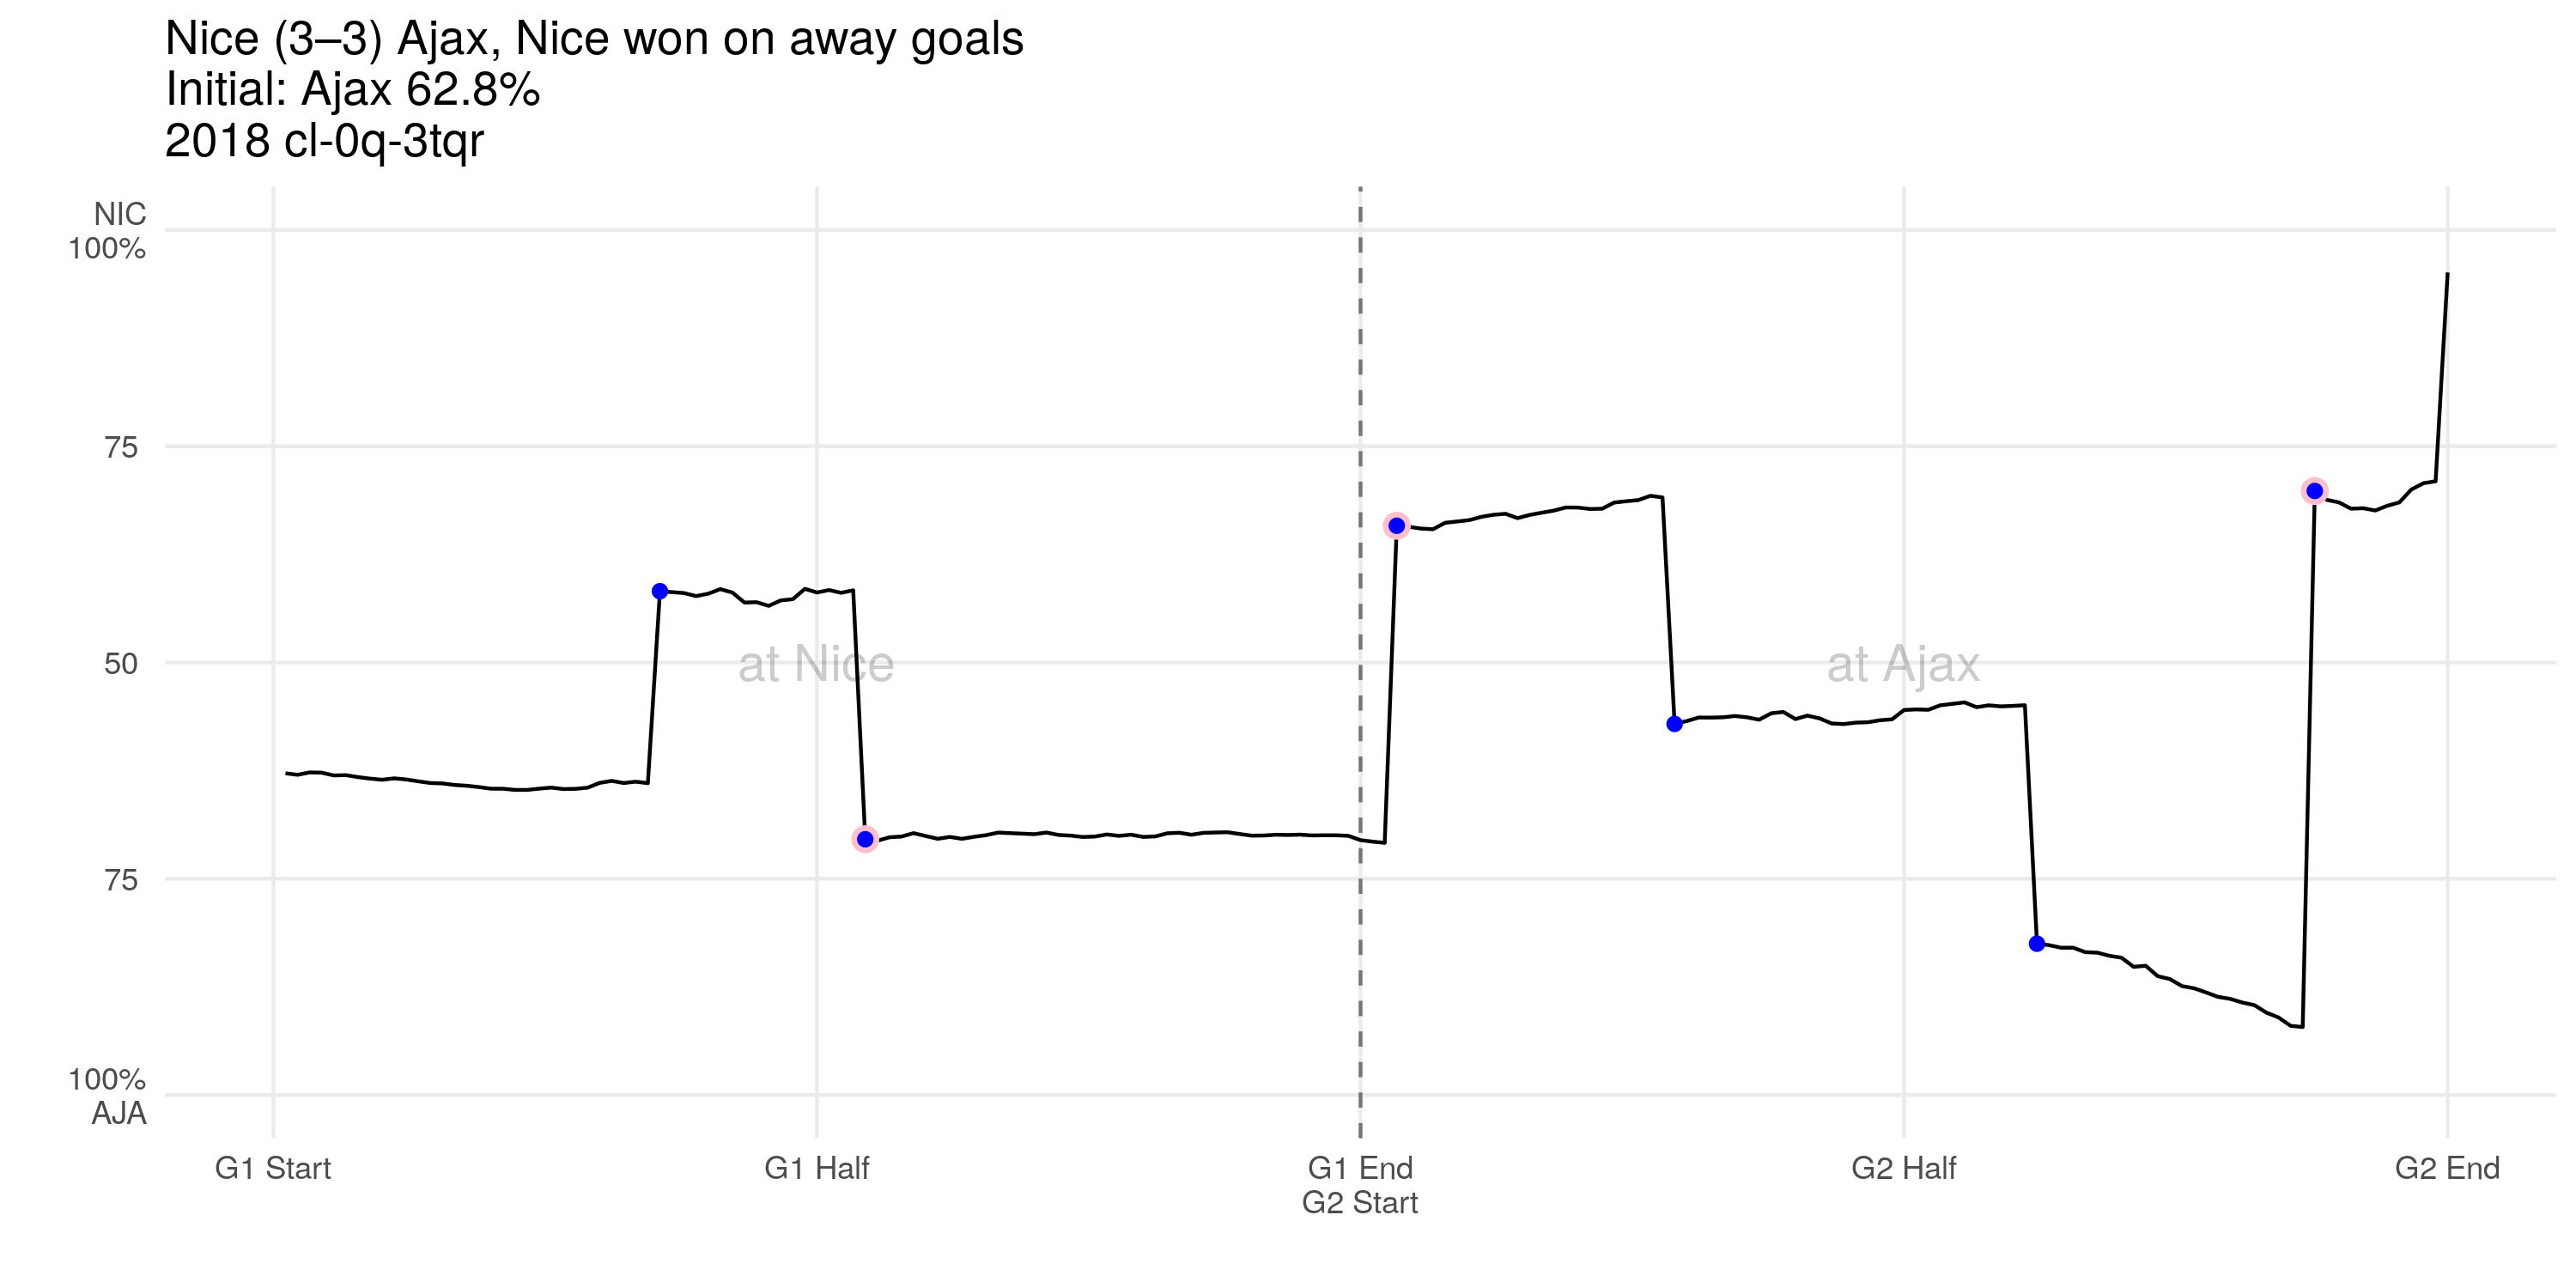 Nice (3–3) Ajax, Nice won on away goals
Initial: Ajax 62.8%
2018 cl-0q-3tqr
NIC
100%
75
50
75
100%
AJA
at Nice
at Ajax
G1 Start
G1 Half
G1 End
G2 Start
G2 Half
G2 End